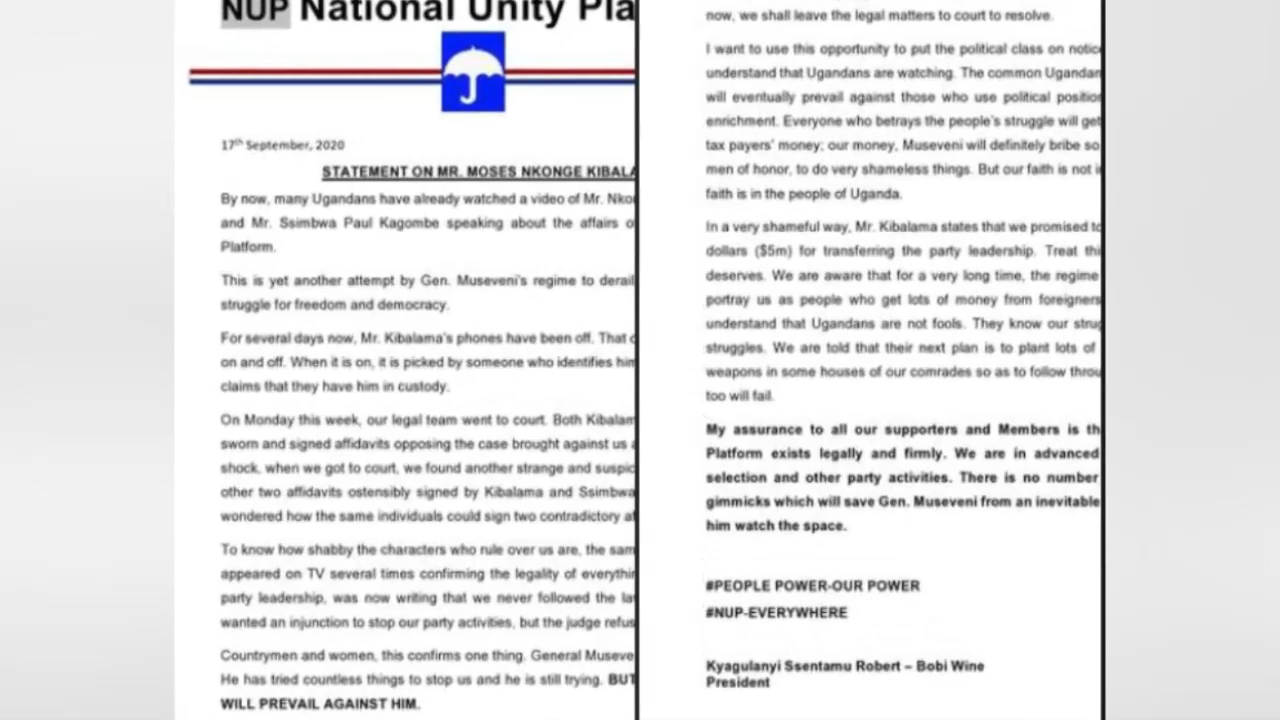 NUP National Unity Pla
17th September, 2020
STATEMENT ON MR. MOSES NKONGE KIBALA
By now, many Ugandans have already watched a video of Mr. Nko
and Mr. Ssimbwa Paul Kagombe speaking about the affairs o
Platform.
This is yet another attempt by Gen. Museveni's regime to derail
struggle for freedom and democracy.
For several days now, Mr. Kibalama's phones have been off. That o
on and off. When it is on, it is picked by someone who identifies him
claims that they have him in custody.
On Monday this week, our legal team went to court. Both Kibalam
sworn and signed affidavits opposing the case brought against us a
shock, when we got to court, we found another strange and suspic
other two affidavits ostensibly signed by Kibalama and Ssimbwa
wondered how the same individuals could sign two contradictory af
To know how shabby the characters who rule over us are, the sam
appeared on TV several times confirming the legality of everythin
party leadership, was now writing that we never followed the la
wanted an injunction to stop our party activities, but the judge refus
Countrymen and women, this confirms one thing. General Museve
He has tried countless things to stop us and he is still trying. BUT
WILL PREVAIL AGAINST HIM.
now, we shall leave the legal matters to court to resolve.
I want to use this opportunity to put the political class on notic
understand that Ugandans are watching. The common Ugandan
will eventually prevail against those who use political position
enrichment. Everyone who betrays the people's struggle will get
tax payers' money; our money, Museveni will definitely bribe so
men of honor, to do very shameless things. But our faith is not i
faith is in the people of Uganda.
In a very shameful way, Mr. Kibalama states that we promised to
dollars ($5m) for transferring the party leadership. Treat thi
deserves. We are aware that for a very long time, the regime
portray us as people who get lots of money from foreigners
understand that Ugandans are not fools. They know our strug
struggles. We are told that their next plan is to plant lots of
weapons in some houses of our comrades so as to follow throu
too will fail.
My assurance to all our supporters and Members is th
Platform exists legally and firmly. We are in advanced
selection and other party activities. There is no number
gimmicks which will save Gen. Museveni from an inevitable
him watch the space.
#PEOPLE POWER-OUR POWER
#NUP-EVERYWHERE
Kyagulanyi Ssentamu Robert – Bobi Wine
President